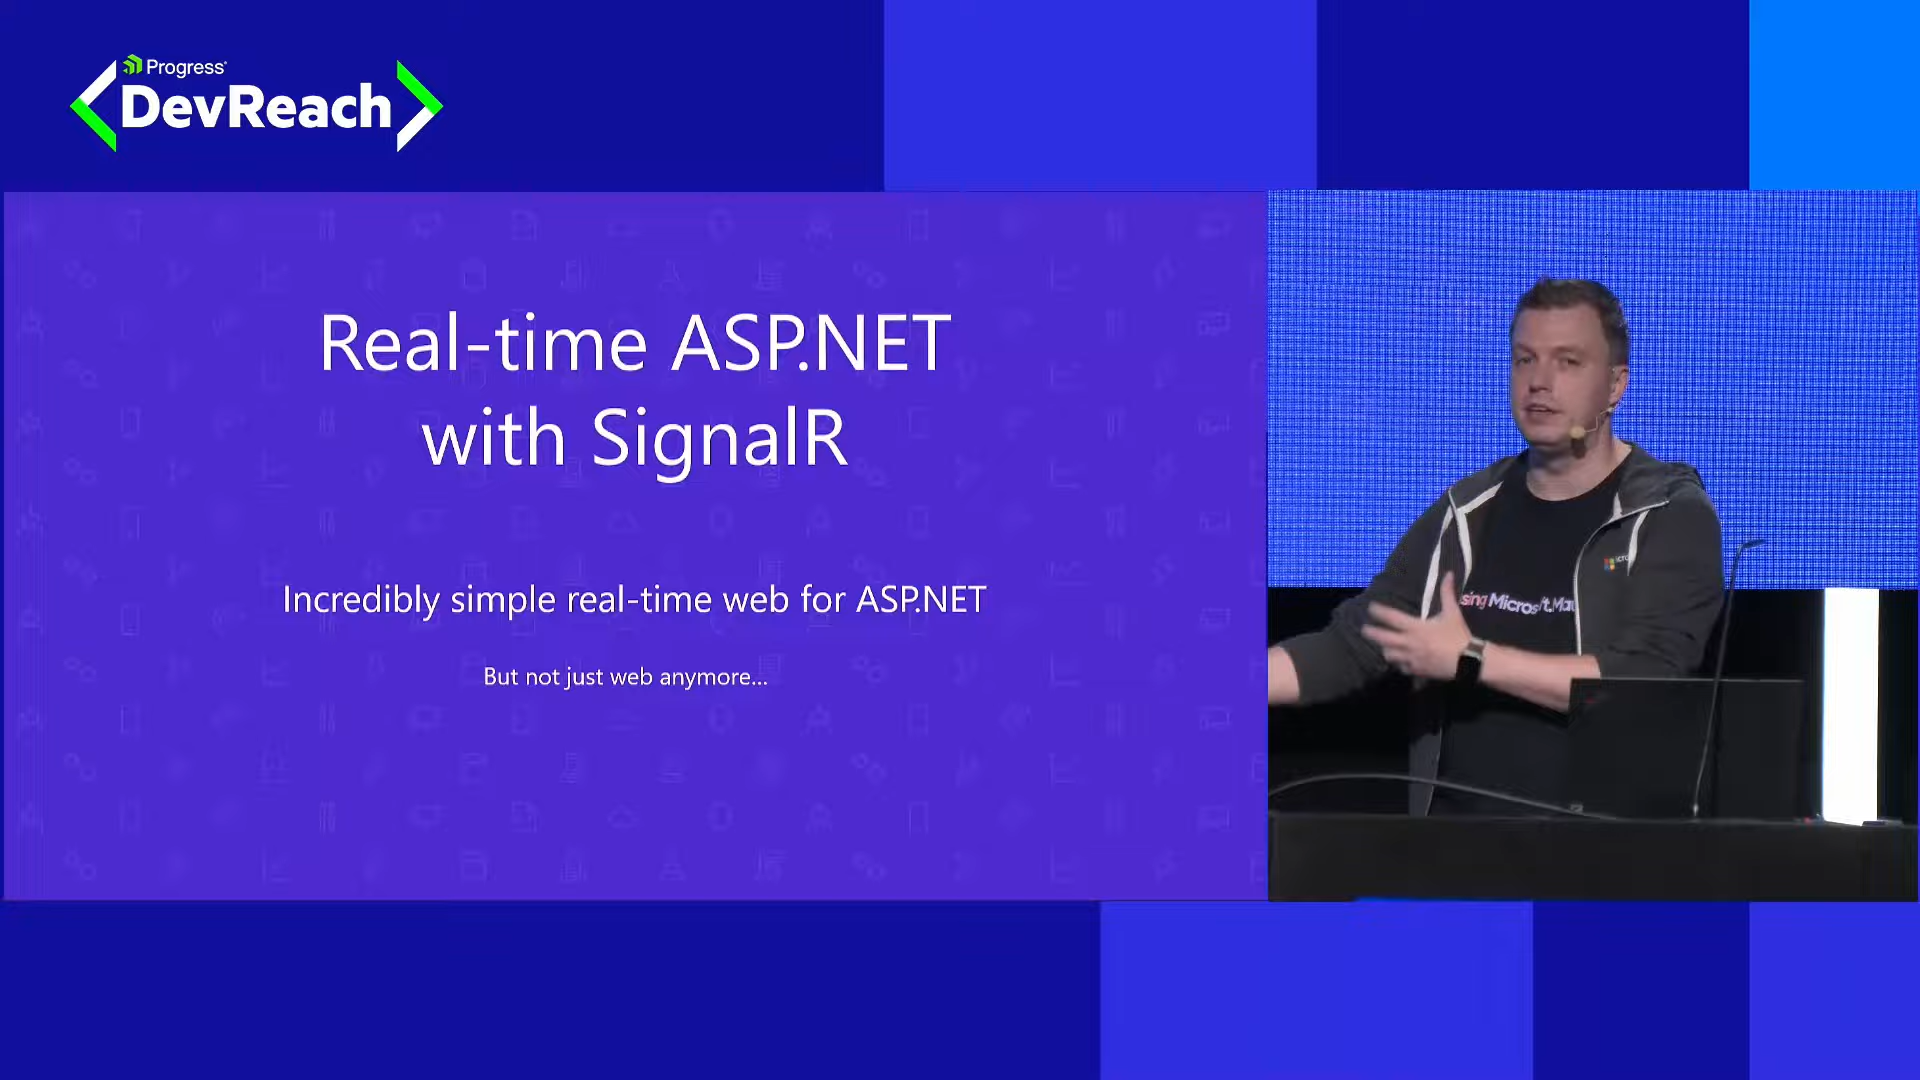 Progress
DevReach
Real-time ASP.NET
with SignalR
Incredibly simple real-time web for ASP.NET
But not just web anymore...